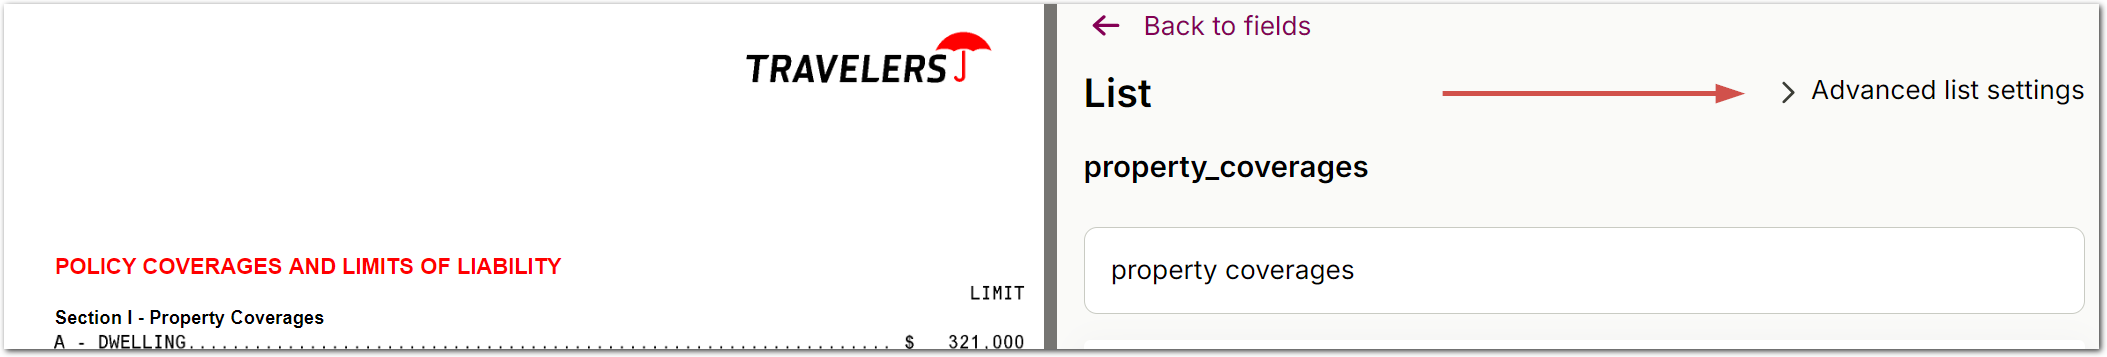 TRAVELERS
POLICY COVERAGES AND LIMITS OF LIABILITY
LIMIT
Section I - Property Coverages
A - DWELLING................................................................ $ 321,000
Back to fields
List
Advanced list settings
property_coverages
property coverages